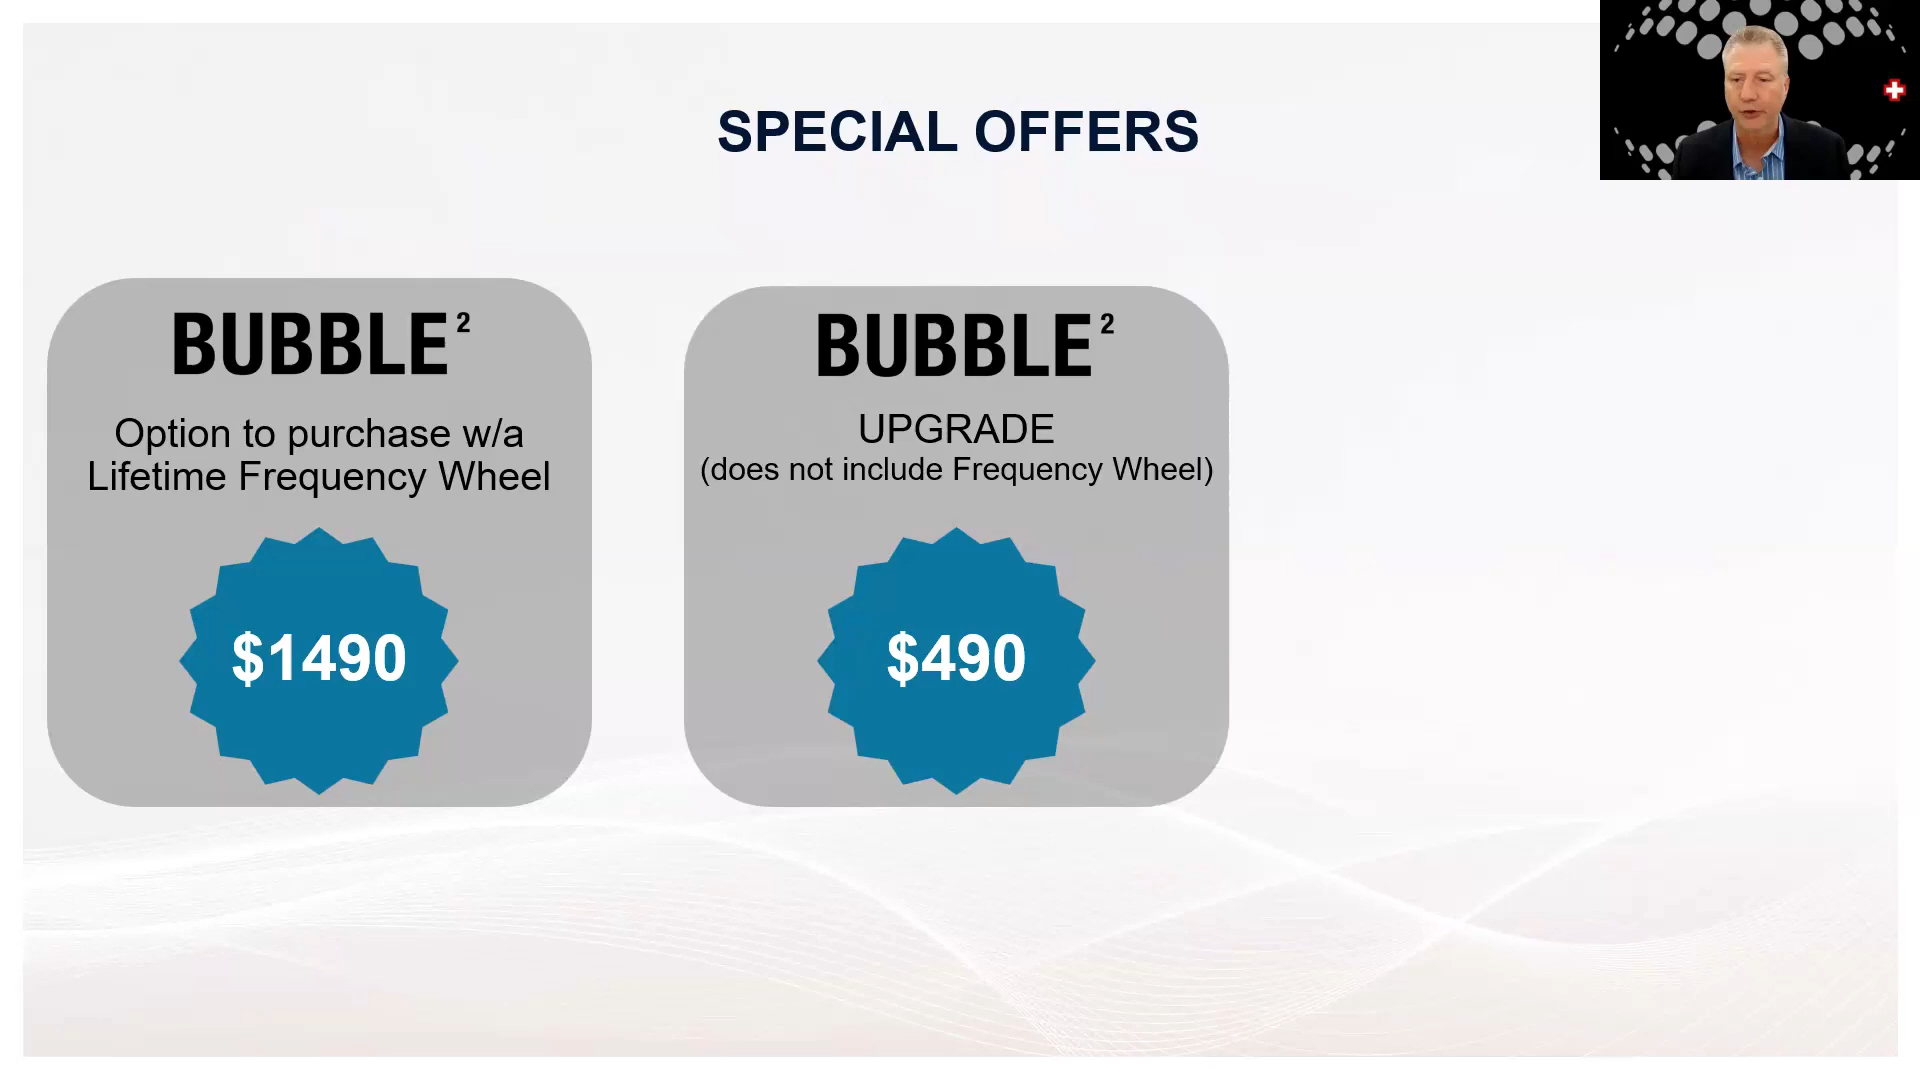 SPECIAL OFFERS
BUBBLE²
Option to purchase w/a
Lifetime Frequency Wheel
$1490
BUBBLE²
UPGRADE
(does not include Frequency Wheel)
$490